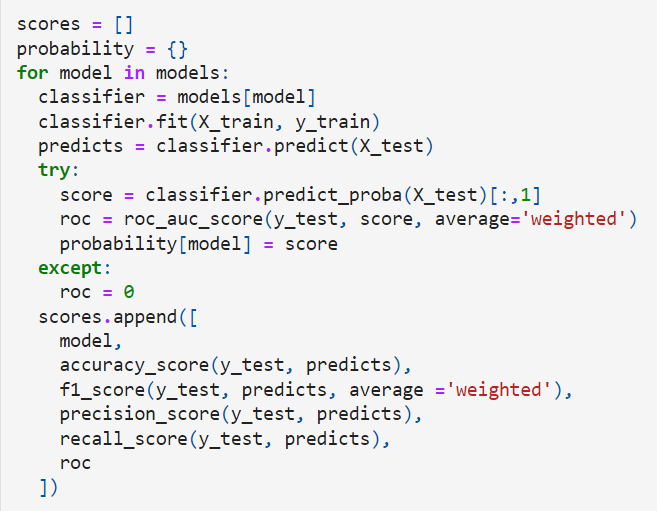 scores = []
probability = {}
for model in models:
  classifier = models[model]
  classifier.fit(X_train, y_train)
  predicts = classifier.predict(X_test)
  try:
    score = classifier.predict_proba(X_test)[:,1]
    roc = roc_auc_score(y_test, score, average='weighted')
    probability[model] = score
  except:
    roc = 0
  scores.append([
    model,
    accuracy_score(y_test, predicts),
    f1_score(y_test, predicts, average ='weighted'),
    precision_score(y_test, predicts),
    recall_score(y_test, predicts),
    roc
  ])